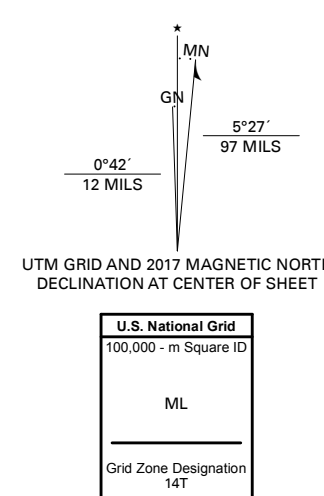 ★
MN
GN
5°27´
97 MILS
0°42´
12 MILS
UTM GRID AND 2017 MAGNETIC NORTH
DECLINATION AT CENTER OF SHEET
U.S. National Grid
100,000 - m Square ID
ML
Grid Zone Designation
14T